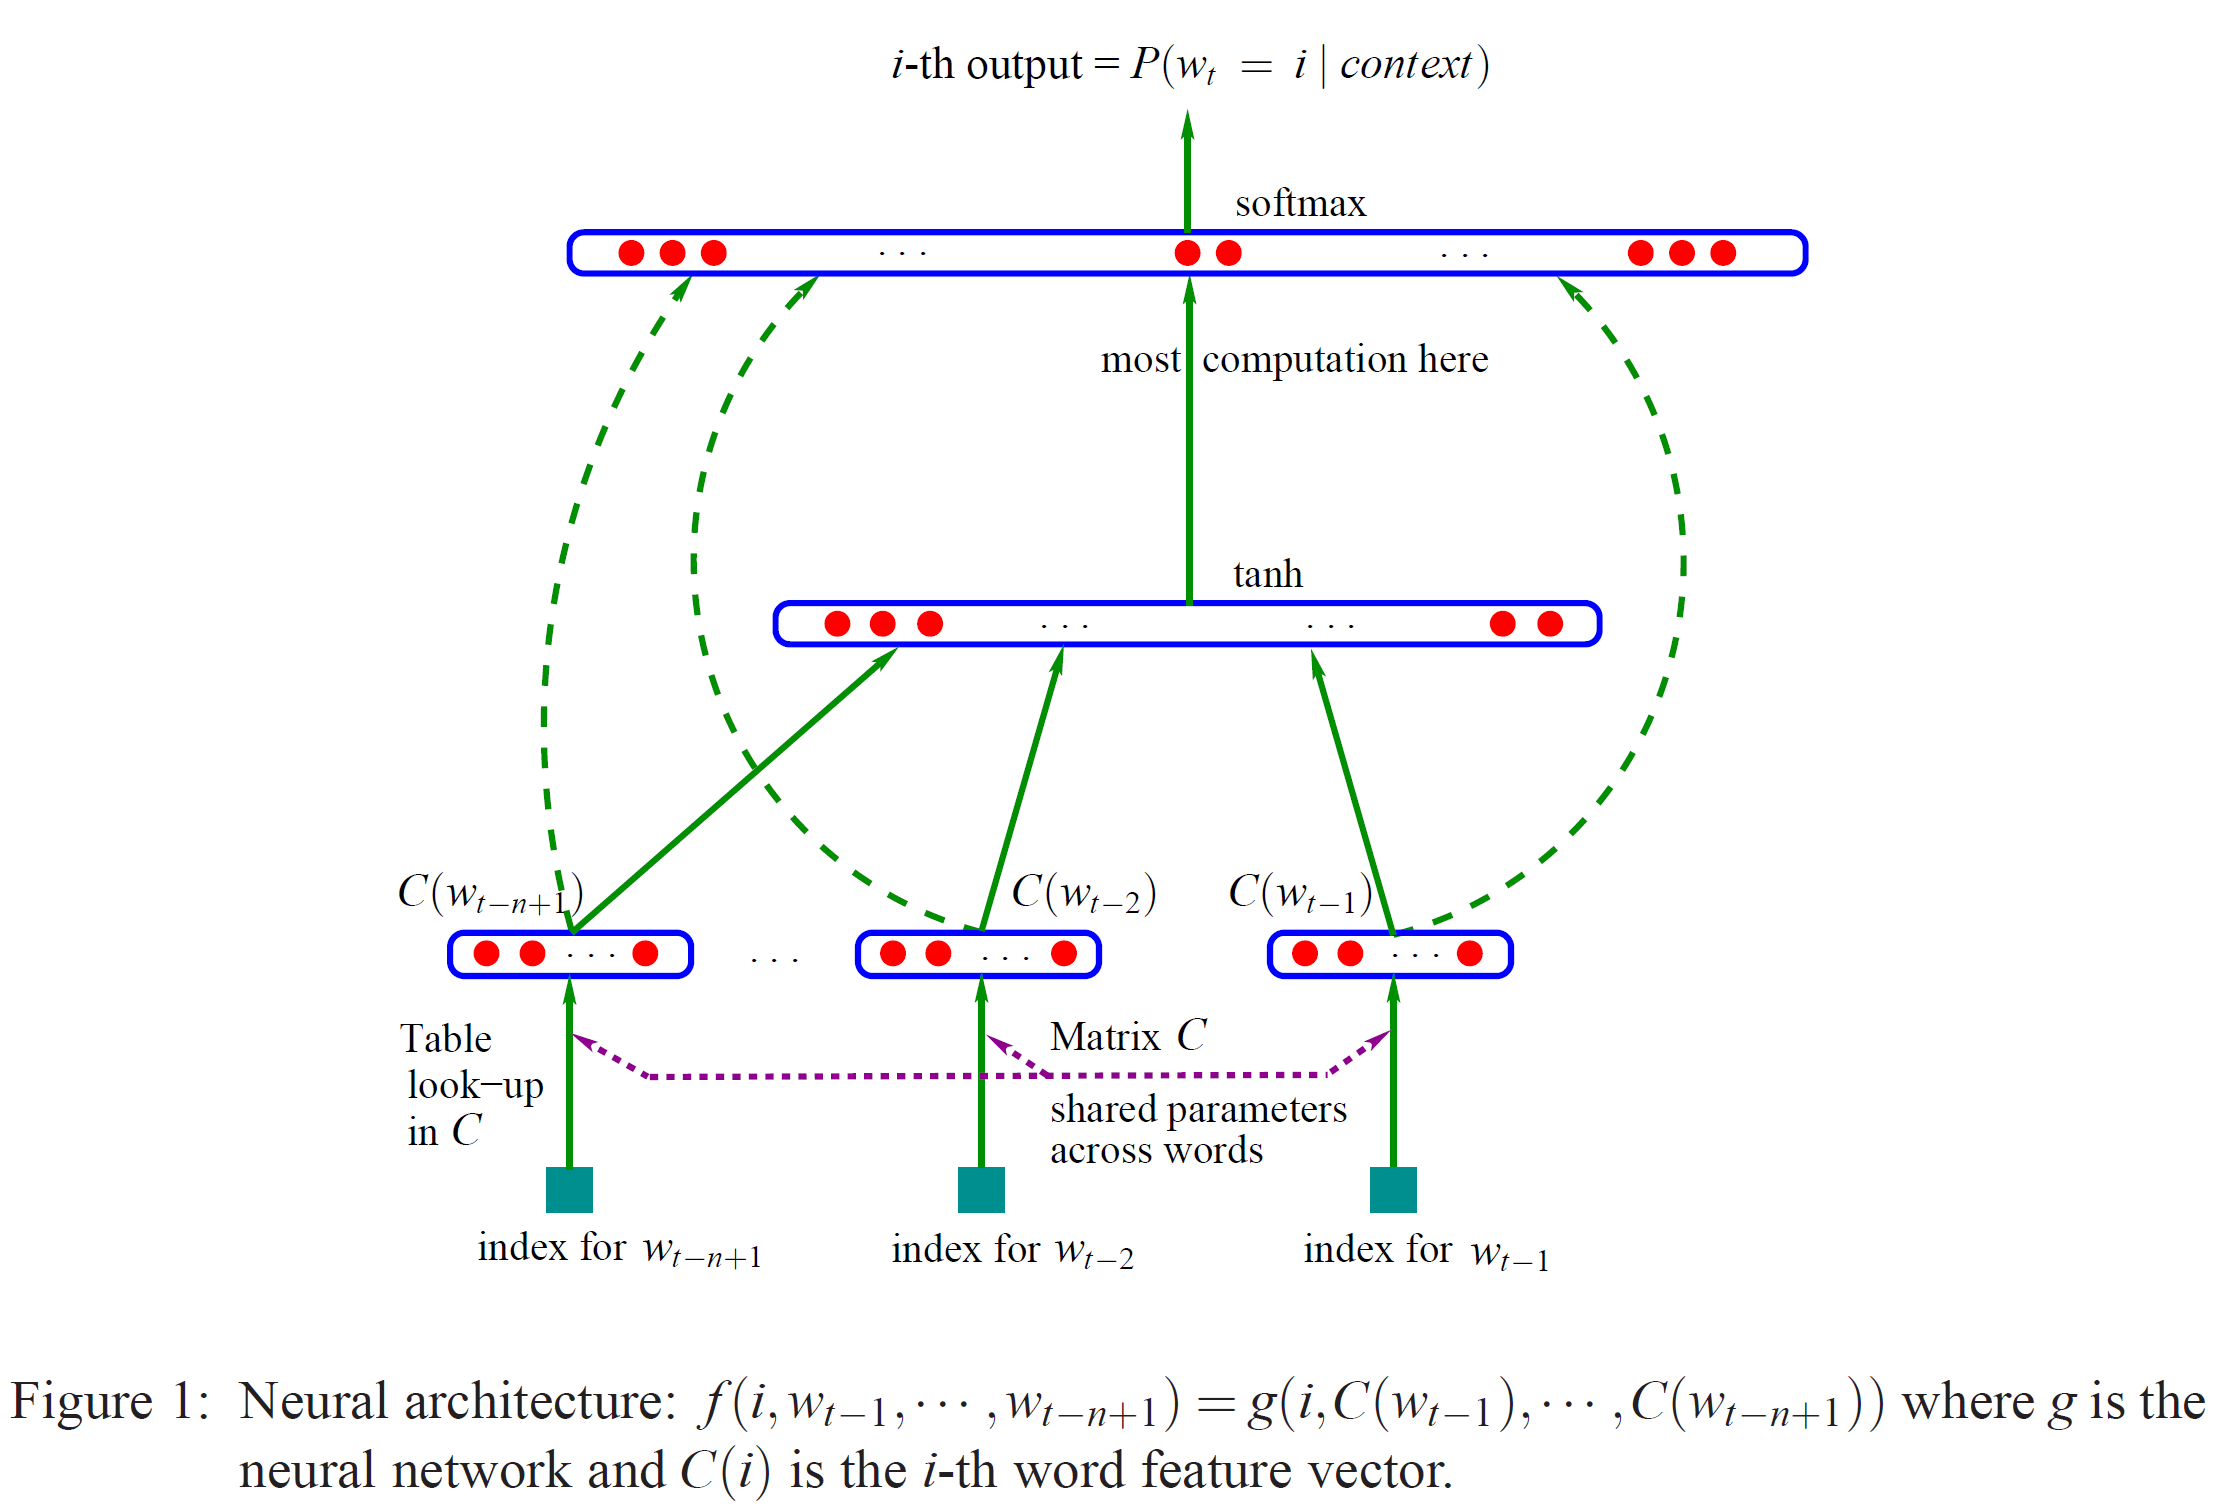 i-th output = P(w_t = i | context)
softmax
. . .
. . .
most computation here
tanh
. . .
. . .
C(w_{t−n+1})
C(w_{t−2})
C(w_{t−1})
. . .
. . .
. . .
. . .
Table
look−up
in C
Matrix C
shared parameters
across words
index for w_{t−n+1}
index for w_{t−2}
index for w_{t−1}
Figure 1: Neural architecture: f(i, w_{t−1}, ··· , w_{t−n+1}) = g(i, C(w_{t−1}), ··· , C(w_{t−n+1})) where g is the
neural network and C(i) is the i-th word feature vector.